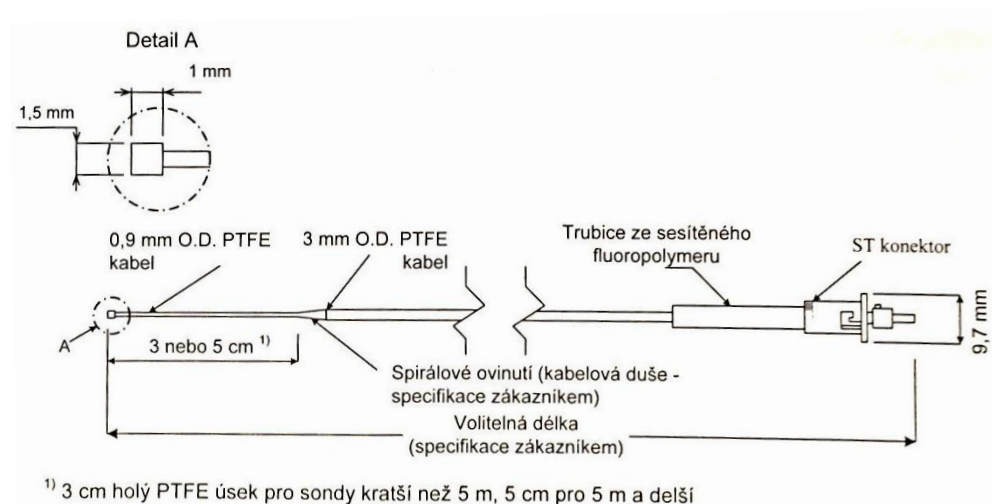 Detail A
1 mm
1,5 mm
0,9 mm O.D. PTFE
kabel
3 mm O.D. PTFE
kabel
Trubice ze sesítěného
fluoropolymeru
ST konektor
9,7 mm
A
3 nebo 5 cm ¹⁾
Spirálové ovinutí (kabelová duše -
specifikace zákazníkem)
Volitelná délka
(specifikace zákazníkem)
¹⁾ 3 cm holý PTFE úsek pro sondy kratší než 5 m, 5 cm pro 5 m a delší